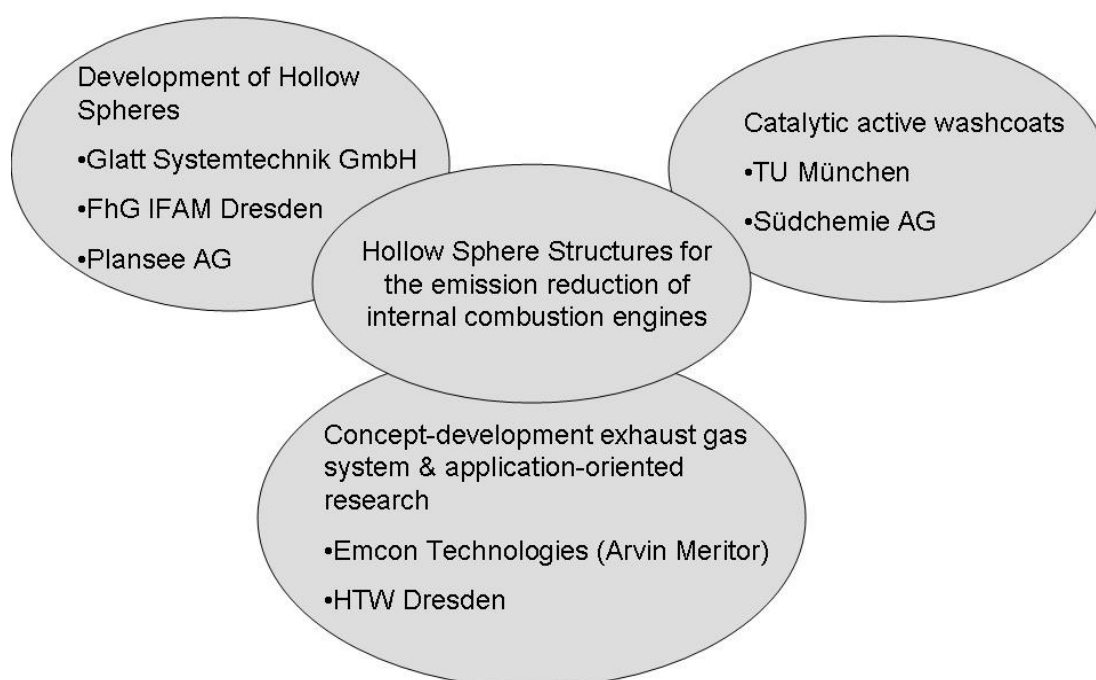 Development of Hollow
Spheres
•Glatt Systemtechnik GmbH
•FhG IFAM Dresden
•Plansee AG
Catalytic active washcoats
•TU München
•Südchemie AG
Hollow Sphere Structures for
the emission reduction of
internal combustion engines
Concept-development exhaust gas
system & application-oriented
research
•Emcon Technologies (Arvin Meritor)
•HTW Dresden